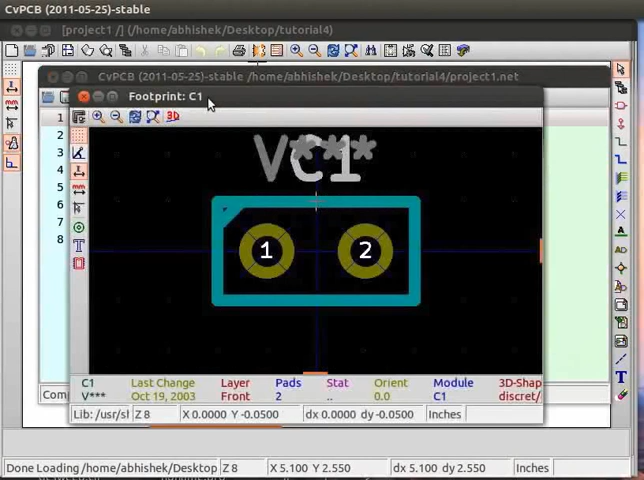 CvPCB (2011-05-25)-stable
[project1 /] (/home/abhishek/Desktop/tutorial4)
CvPCB (2011-05-25)-stable /home/abhishek/Desktop/tutorial4/project1.net
Footprint: C1
3D
1
2
3
4
5
6
7
8
V***
C1
1
2
C1 Last Change Layer Pads Stat Orient Module 3D-Shap
V*** Oct 19, 2003 Front 2 .. 0.0 C1 discret/
Com
Lib: /usr/sl Z 8 X 0.0000 Y -0.0500 dx 0.0000 dy -0.0500 Inches
Done Loading /home/abhishek/Desktop Z 8 X 5.100 Y 2.550 dx 5.100 dy 2.550 Inches